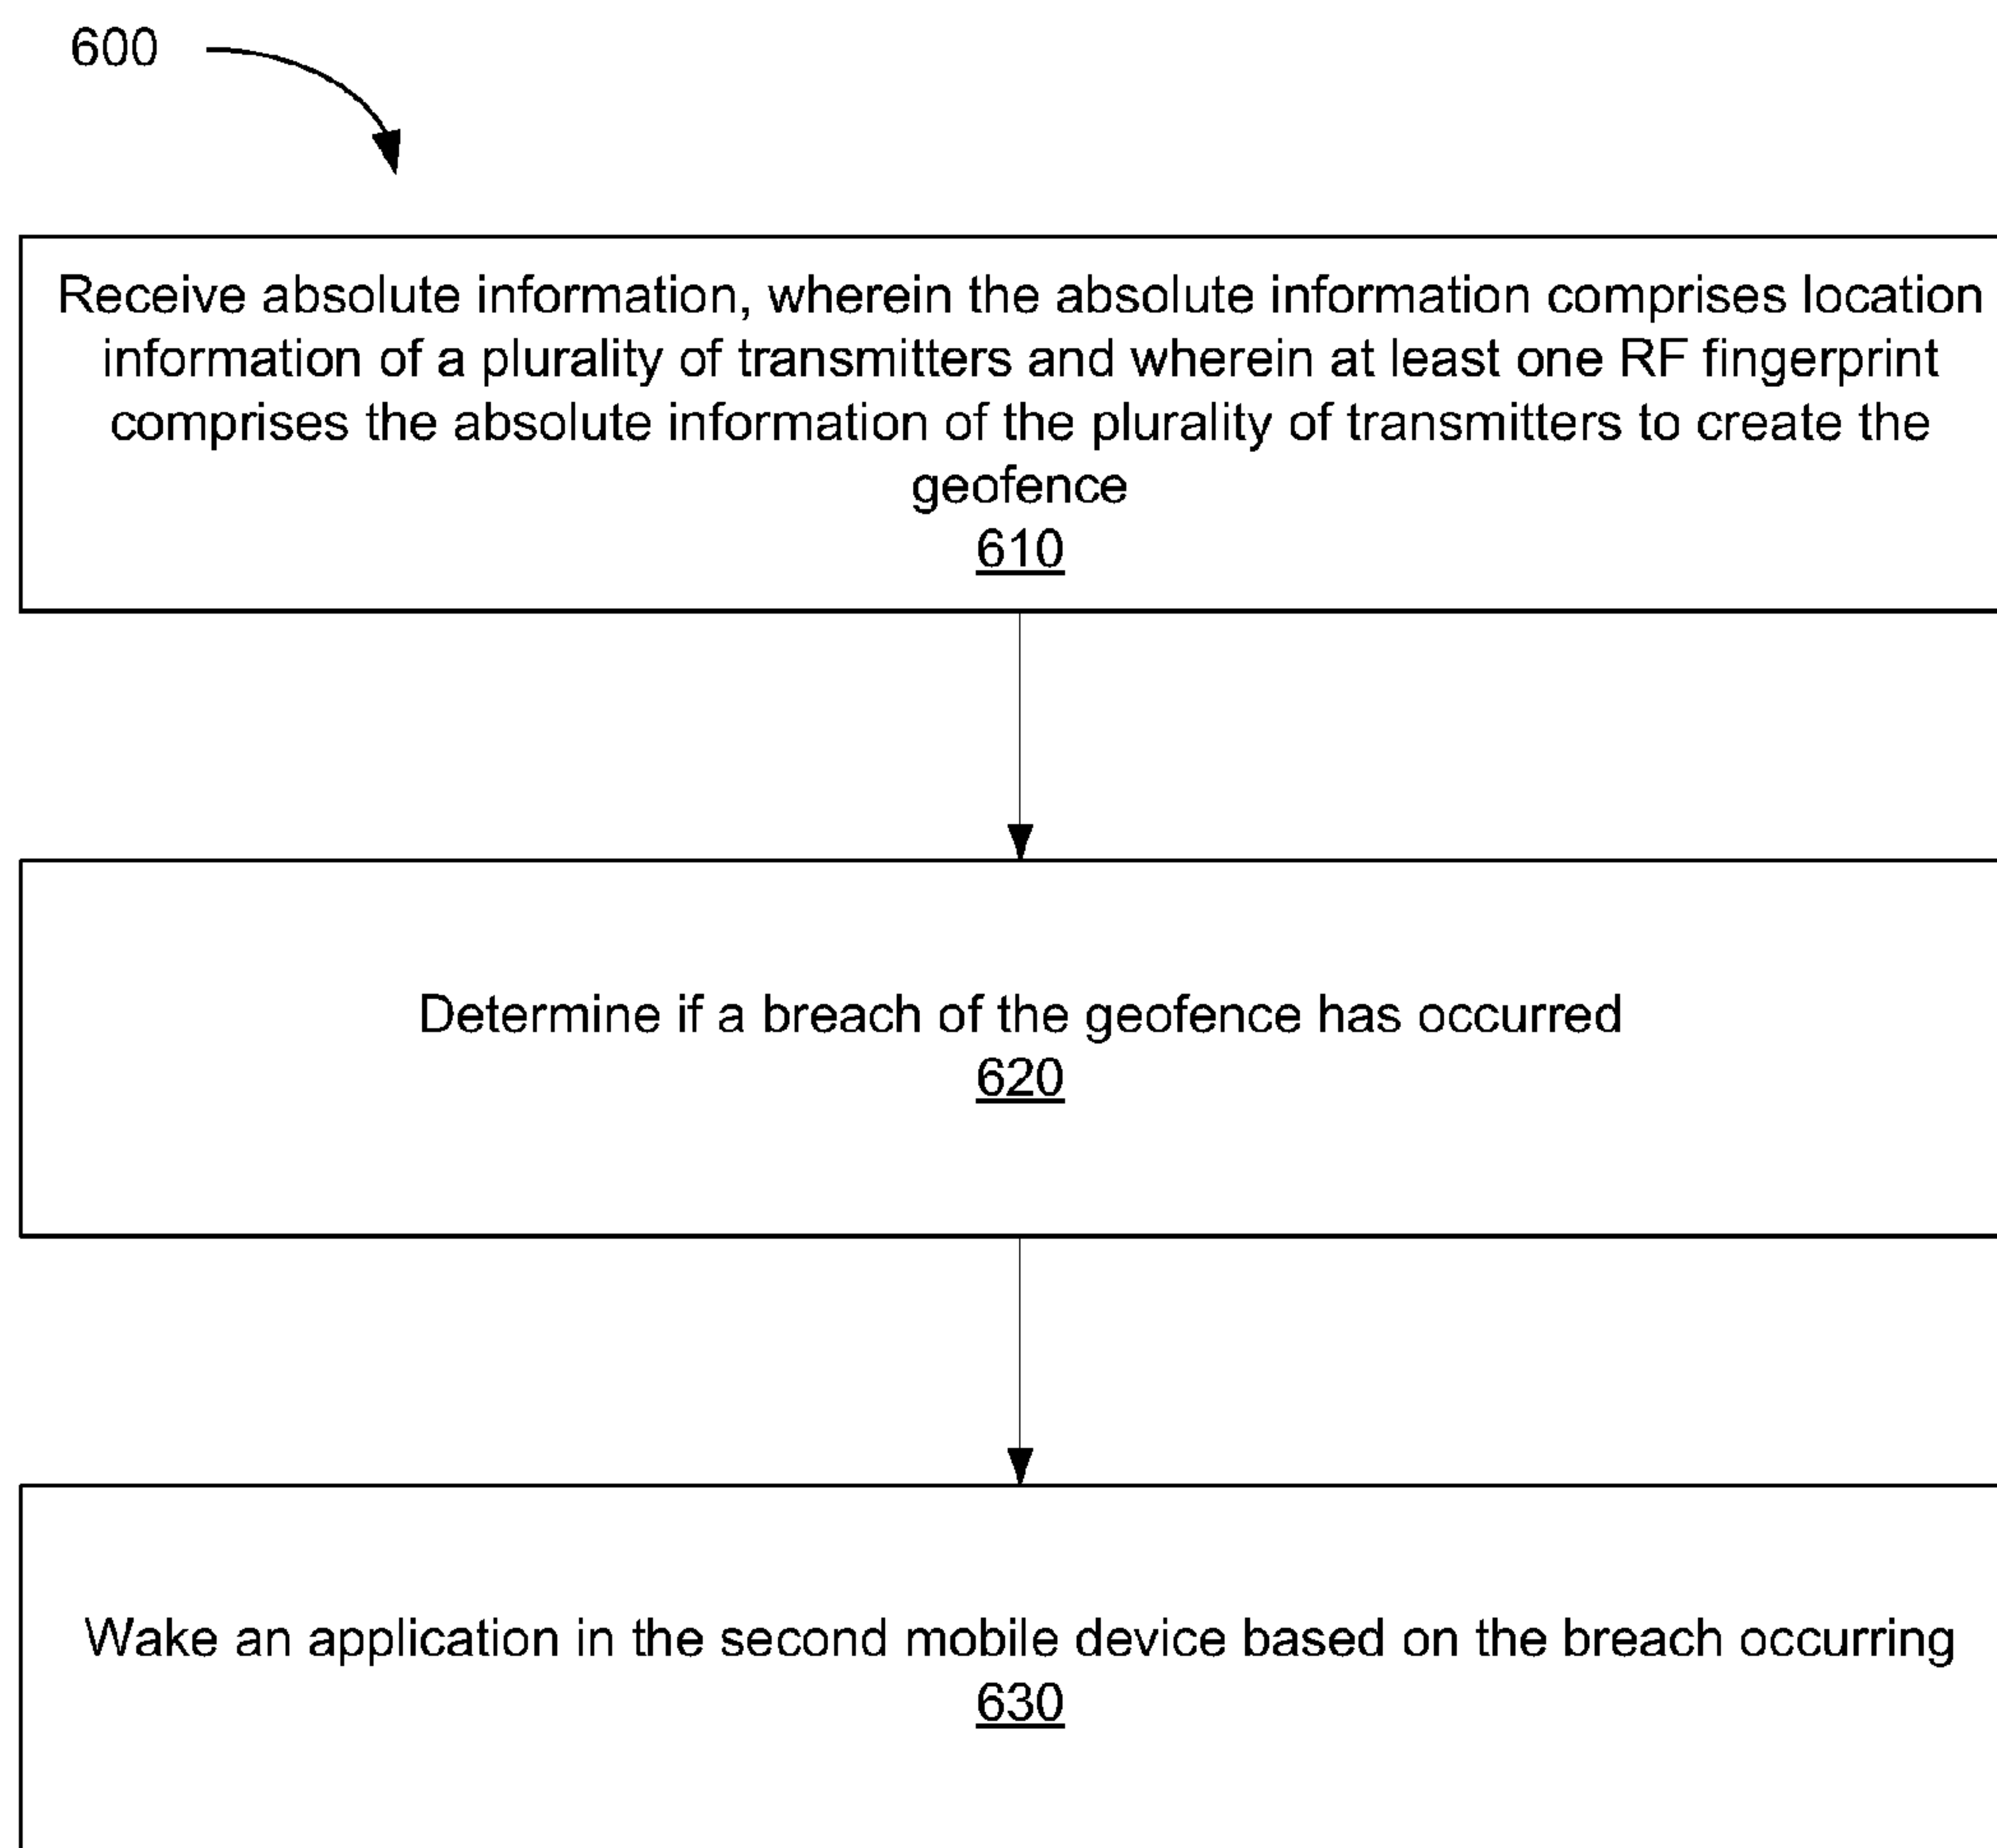 600
Receive absolute information, wherein the absolute information comprises location
information of a plurality of transmitters and wherein at least one RF fingerprint
comprises the absolute information of the plurality of transmitters to create the
geofence
610
Determine if a breach of the geofence has occurred
620
Wake an application in the second mobile device based on the breach occurring
630